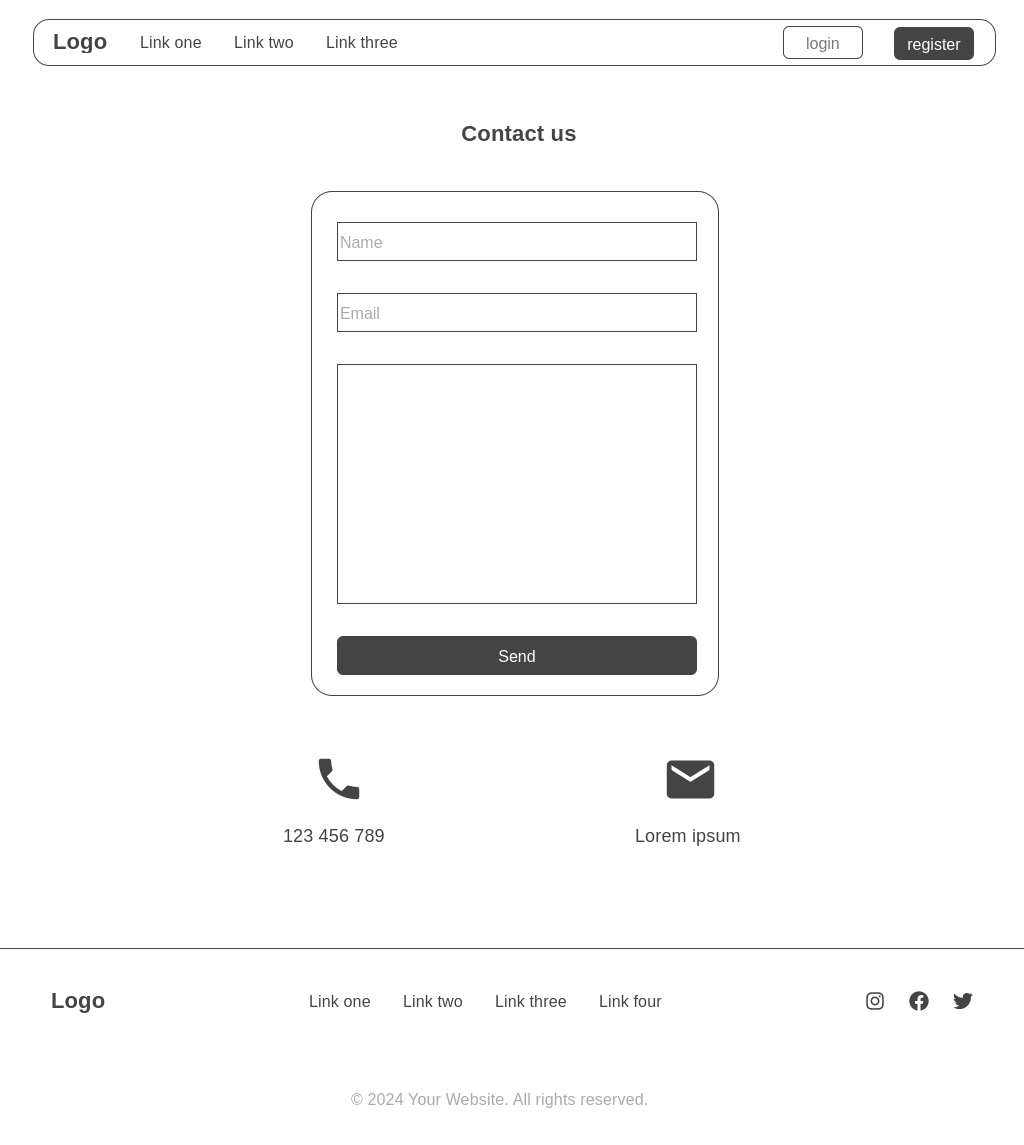 Logo Link one Link two Link three login register
Contact us
Name
Email
Send
123 456 789 Lorem ipsum
Logo Link one Link two Link three Link four
© 2024 Your Website. All rights reserved.